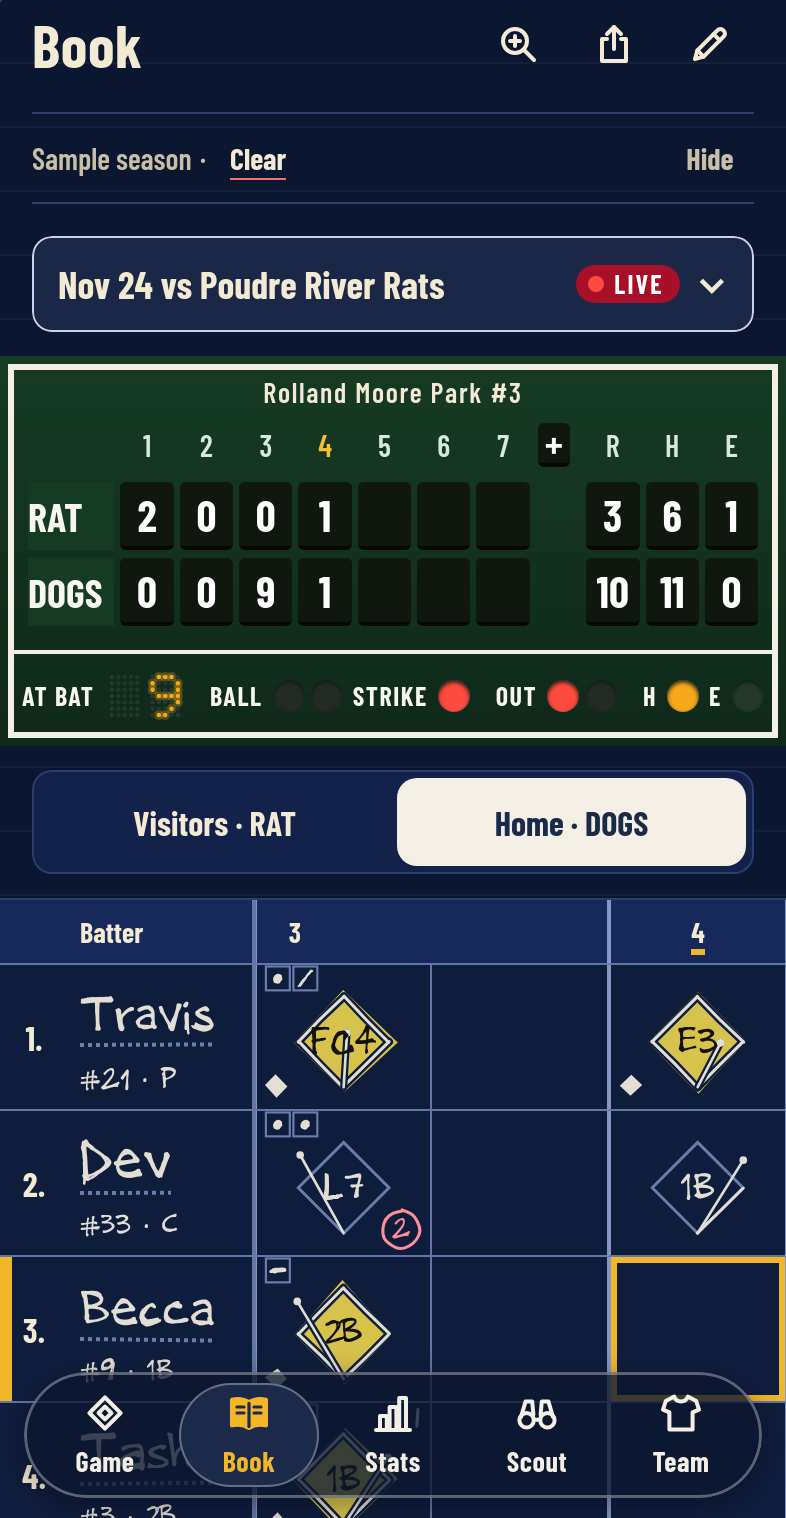 Book
Sample season · Clear Hide
Nov 24 vs Poudre River Rats LIVE
Rolland Moore Park #3
1 2 3 4 5 6 7 + R H E
RAT 2 0 0 1 3 6 1
DOGS 0 0 9 1 10 11 0
AT BAT 9 BALL STRIKE OUT H E
Visitors · RAT Home · DOGS
Batter 3 4
1. Travis FC4 E3
#21 · P
2. Dev L7 1B
#33 · C 2
3. Becca 2B
#9 · 1B
4. Tash 1B
Game Book Stats Scout Team
#3 · 2B